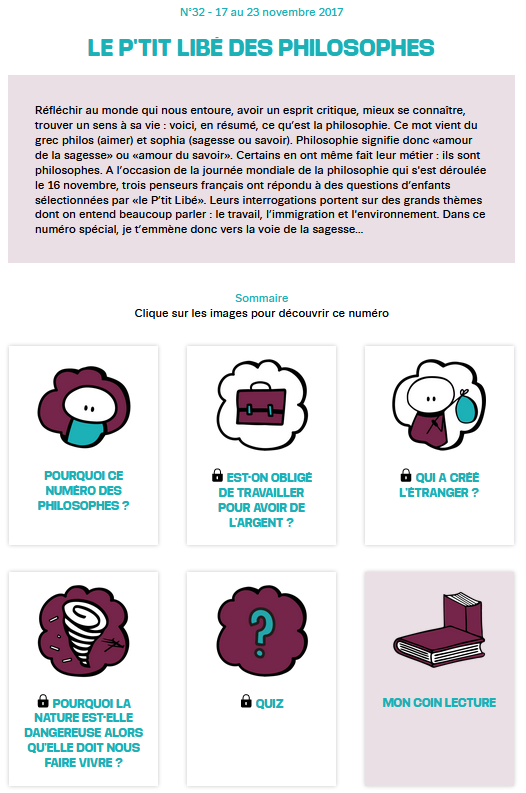 N°32 - 17 au 23 novembre 2017
LE P'TIT LIBÉ DES PHILOSOPHES
Réfléchir au monde qui nous entoure, avoir un esprit critique, mieux se connaître,
trouver un sens à sa vie : voici, en résumé, ce qu'est la philosophie. Ce mot vient du
grec philos (aimer) et sophia (sagesse ou savoir). Philosophie signifie donc «amour
de la sagesse» ou «amour du savoir». Certains en ont même fait leur métier : ils sont
philosophes. A l'occasion de la journée mondiale de la philosophie qui s'est déroulée
le 16 novembre, trois penseurs français ont répondu à des questions d'enfants
sélectionnées par «le P'tit Libé». Leurs interrogations portent sur des grands thèmes
dont on entend beaucoup parler : le travail, l'immigration et l'environnement. Dans ce
numéro spécial, je t'emmène donc vers la voie de la sagesse...
Sommaire
Clique sur les images pour découvrir ce numéro
POURQUOI CE
NUMÉRO DES
PHILOSOPHES ?
EST-ON OBLIGÉ
DE TRAVAILLER
POUR AVOIR DE
L'ARGENT ?
QUI A CRÉÉ
L'ÉTRANGER ?
POURQUOI LA
NATURE EST-ELLE
DANGEREUSE ALORS
QU'ELLE DOIT NOUS
FAIRE VIVRE ?
?
QUIZ
MON COIN LECTURE